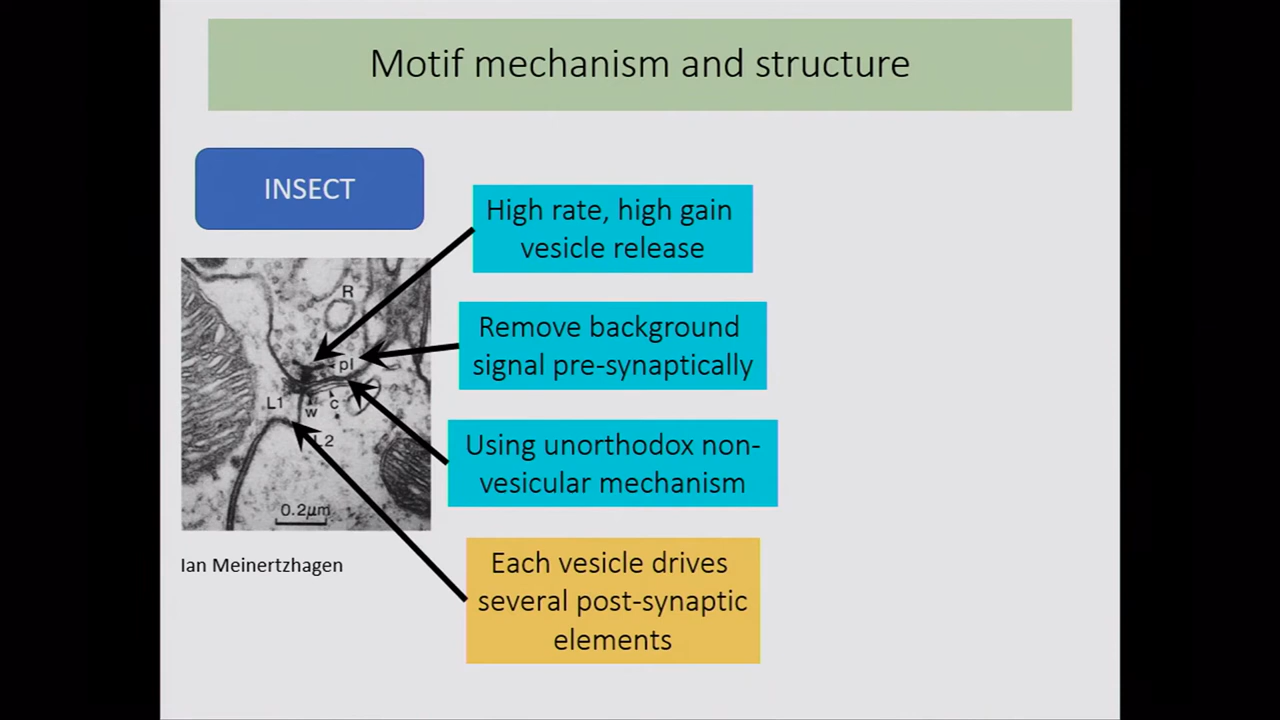 Motif mechanism and structure
INSECT
High rate, high gain
vesicle release
R
Remove background
signal pre-synaptically
pl
L1
w
c
L2
Using unorthodox non-
vesicular mechanism
0.2μm
Ian Meinertzhagen
Each vesicle drives
several post-synaptic
elements